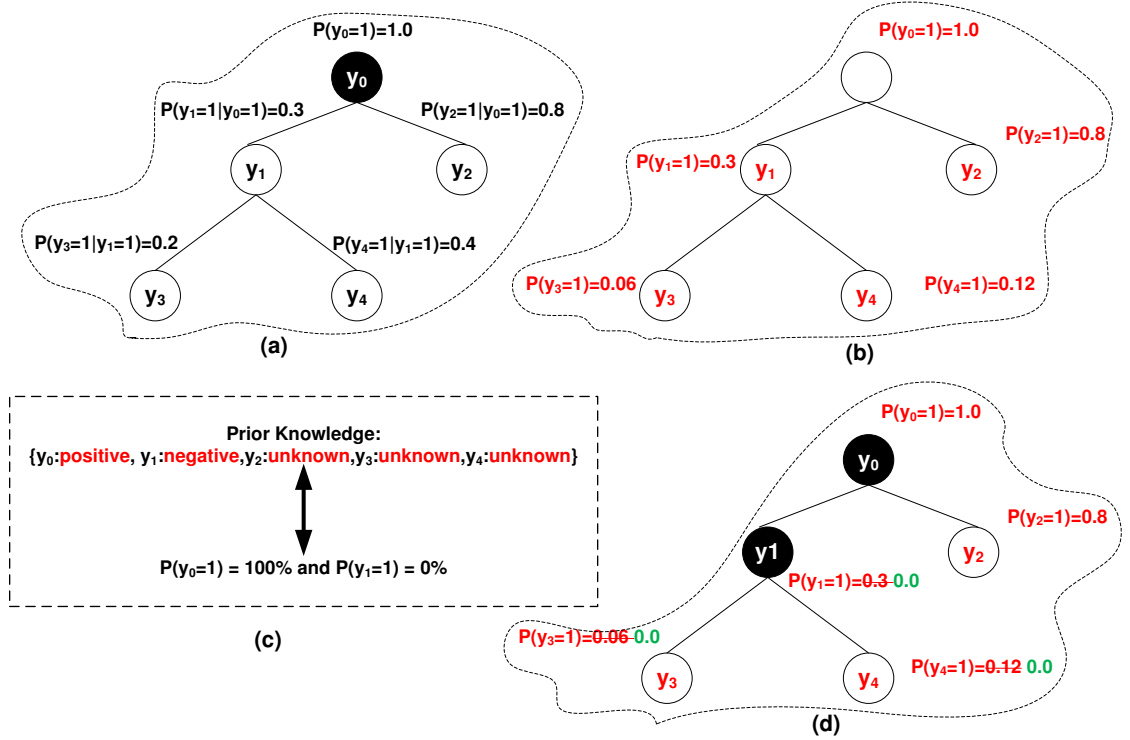 P(y₀=1)=1.0
y₀
P(y₁=1|y₀=1)=0.3
P(y₂=1|y₀=1)=0.8
y₁
y₂
P(y₃=1|y₁=1)=0.2
P(y₄=1|y₁=1)=0.4
y₃
y₄
(a)
P(y₀=1)=1.0
P(y₁=1)=0.3
P(y₂=1)=0.8
y₁
y₂
P(y₃=1)=0.06
P(y₄=1)=0.12
y₃
y₄
(b)
Prior Knowledge:
{y₀:positive, y₁:negative,y₂:unknown,y₃:unknown,y₄:unknown}
P(y₀=1) = 100% and P(y₁=1) = 0%
(c)
P(y₀=1)=1.0
y₀
P(y₂=1)=0.8
y1
y₂
P(y₁=1)=0.3 0.0
P(y₃=1)=0.06 0.0
P(y₄=1)=0.12 0.0
y₃
y₄
(d)